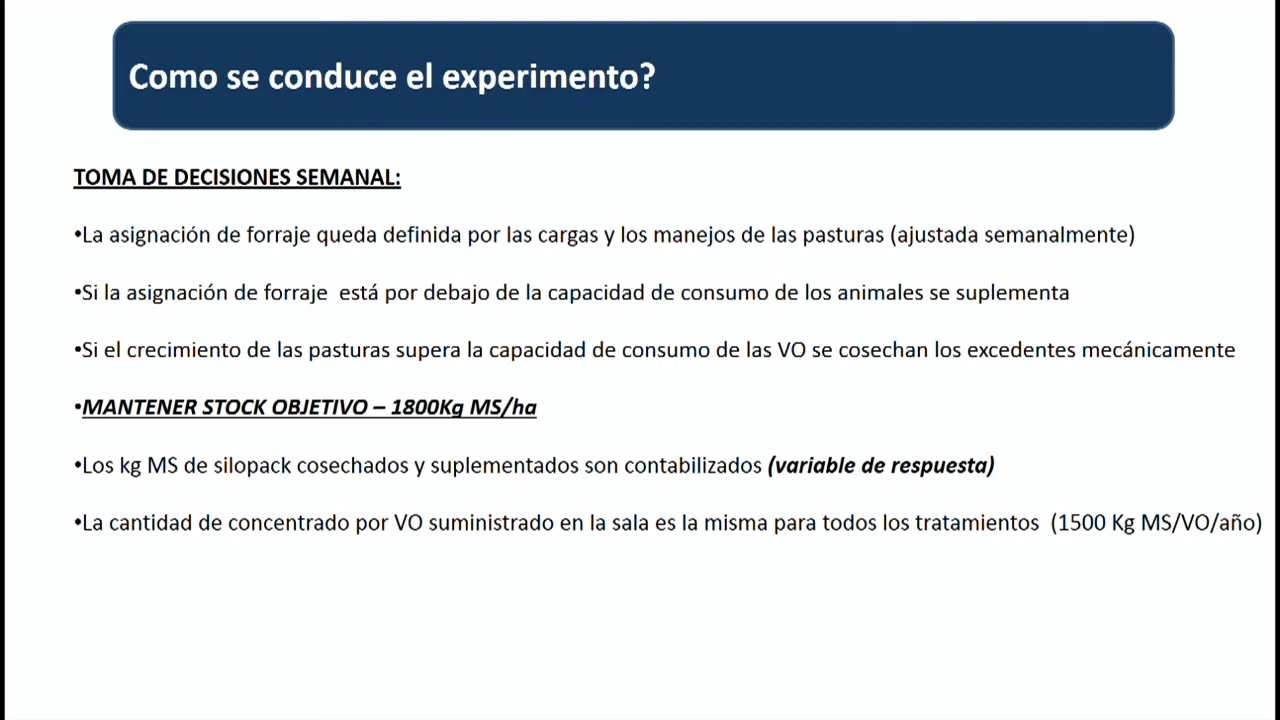 Como se conduce el experimento?
TOMA DE DECISIONES SEMANAL:
•La asignación de forraje queda definida por las cargas y los manejos de las pasturas (ajustada semanalmente)
•Si la asignación de forraje  está por debajo de la capacidad de consumo de los animales se suplementa
•Si el crecimiento de las pasturas supera la capacidad de consumo de las VO se cosechan los excedentes mecánicamente
•MANTENER STOCK OBJETIVO – 1800Kg MS/ha
•Los kg MS de silopack cosechados y suplementados son contabilizados (variable de respuesta)
•La cantidad de concentrado por VO suministrado en la sala es la misma para todos los tratamientos  (1500 Kg MS/VO/año)